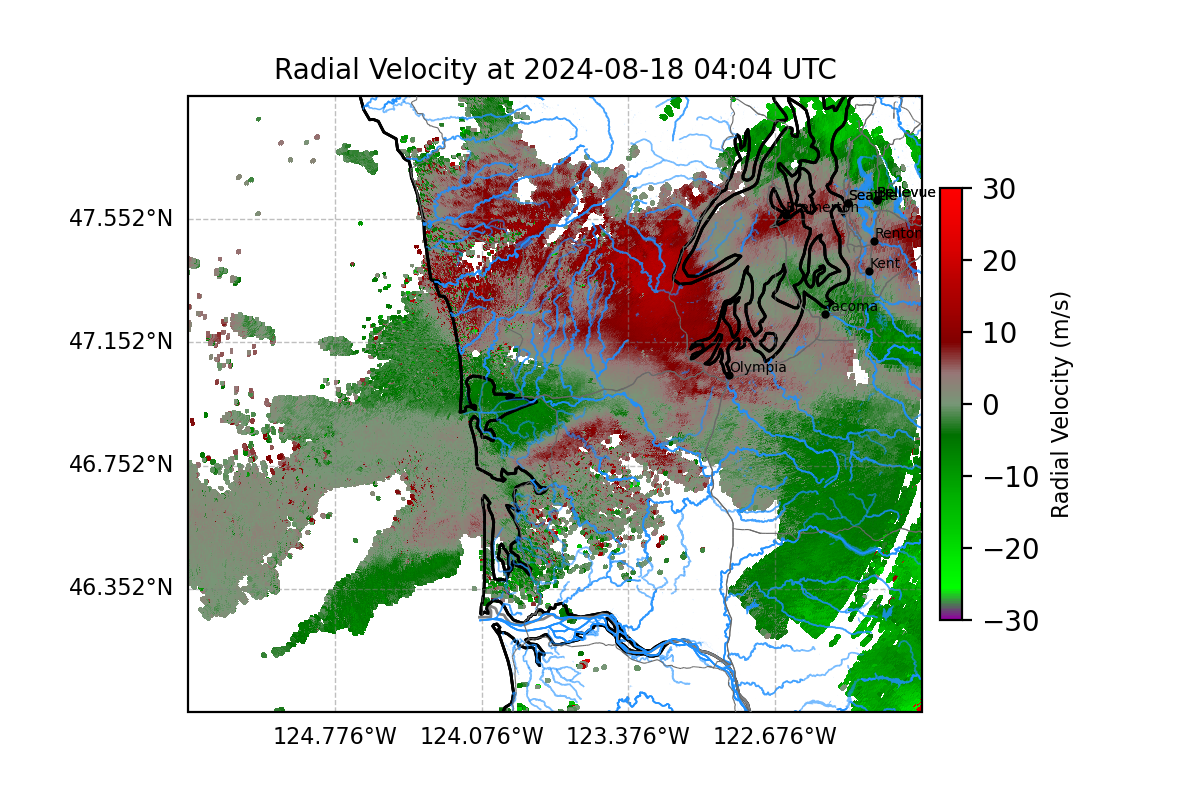 Radial Velocity at 2024-08-18 04:04 UTC
47.552°N
47.152°N
46.752°N
46.352°N
124.776°W
124.076°W
123.376°W
122.676°W
Bellevue
Seattle
Bremerton
Renton
Kent
Tacoma
Olympia
30
20
10
0
−10
−20
−30
Radial Velocity (m/s)